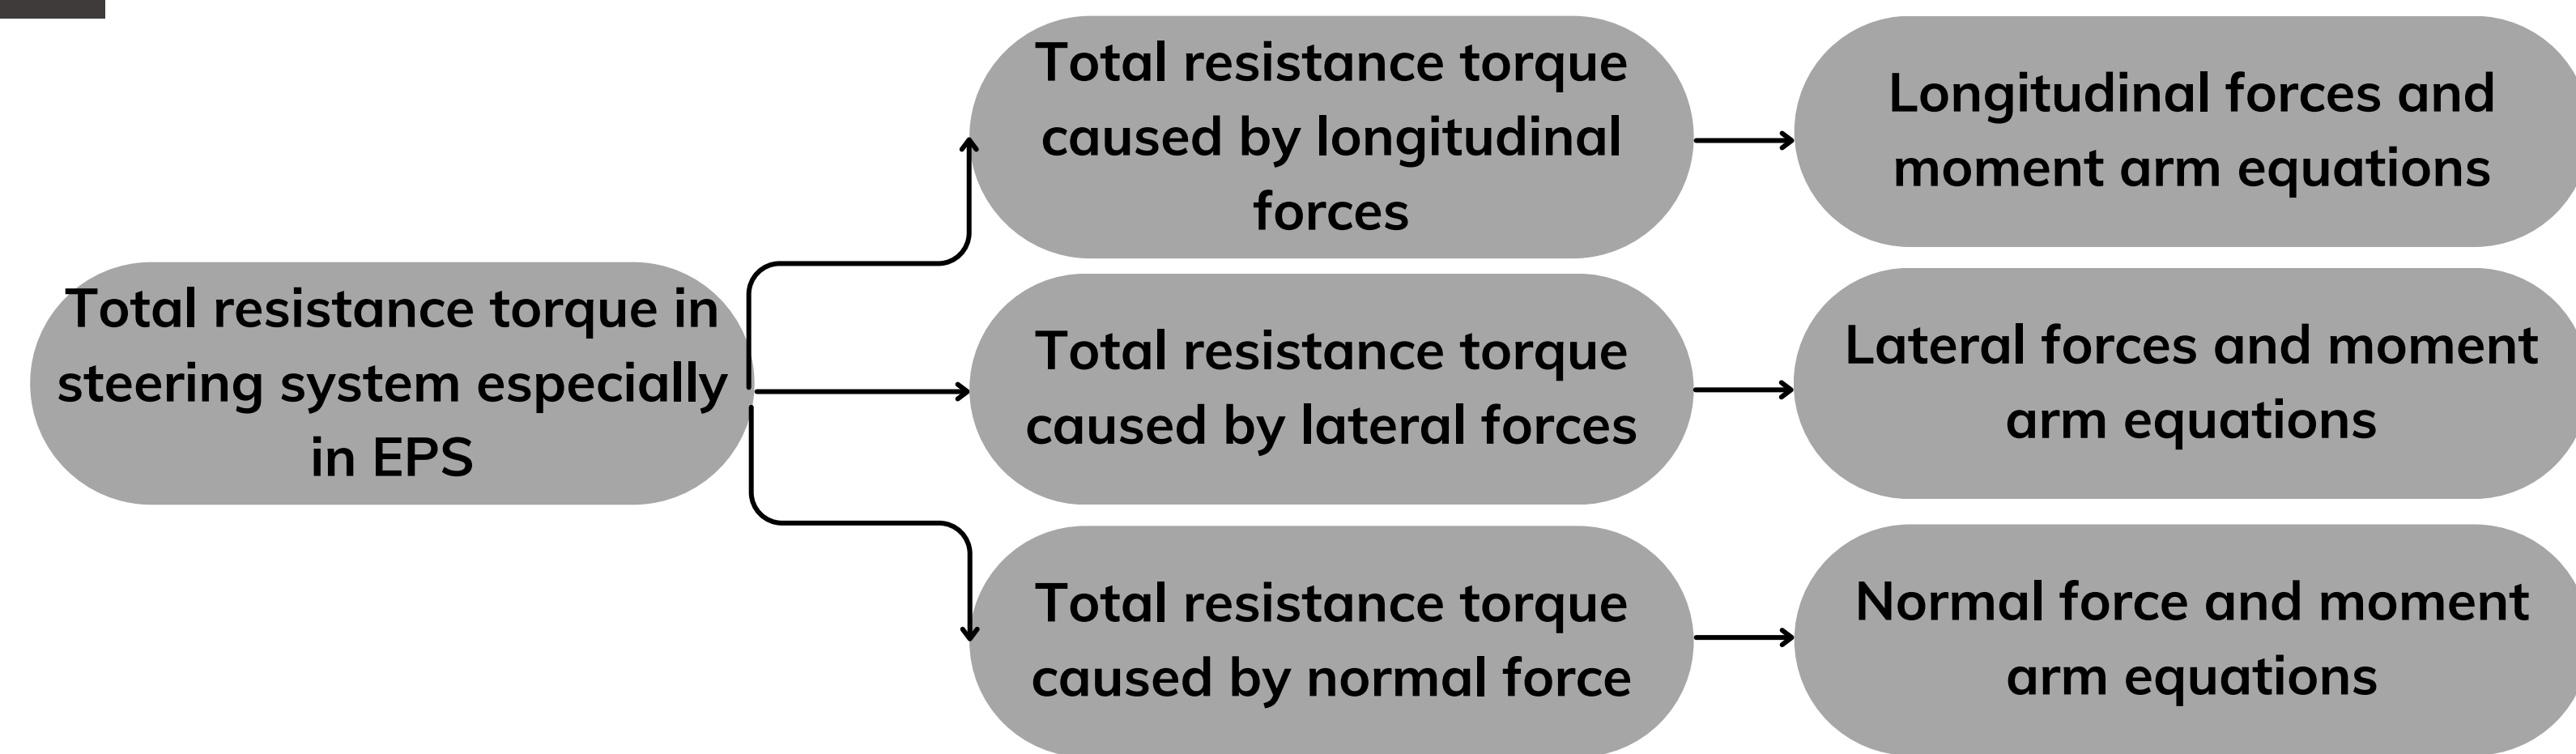 Total resistance torque in
steering system especially
in EPS
Total resistance torque
caused by longitudinal
forces
Longitudinal forces and
moment arm equations
Total resistance torque
caused by lateral forces
Lateral forces and moment
arm equations
Total resistance torque
caused by normal force
Normal force and moment
arm equations